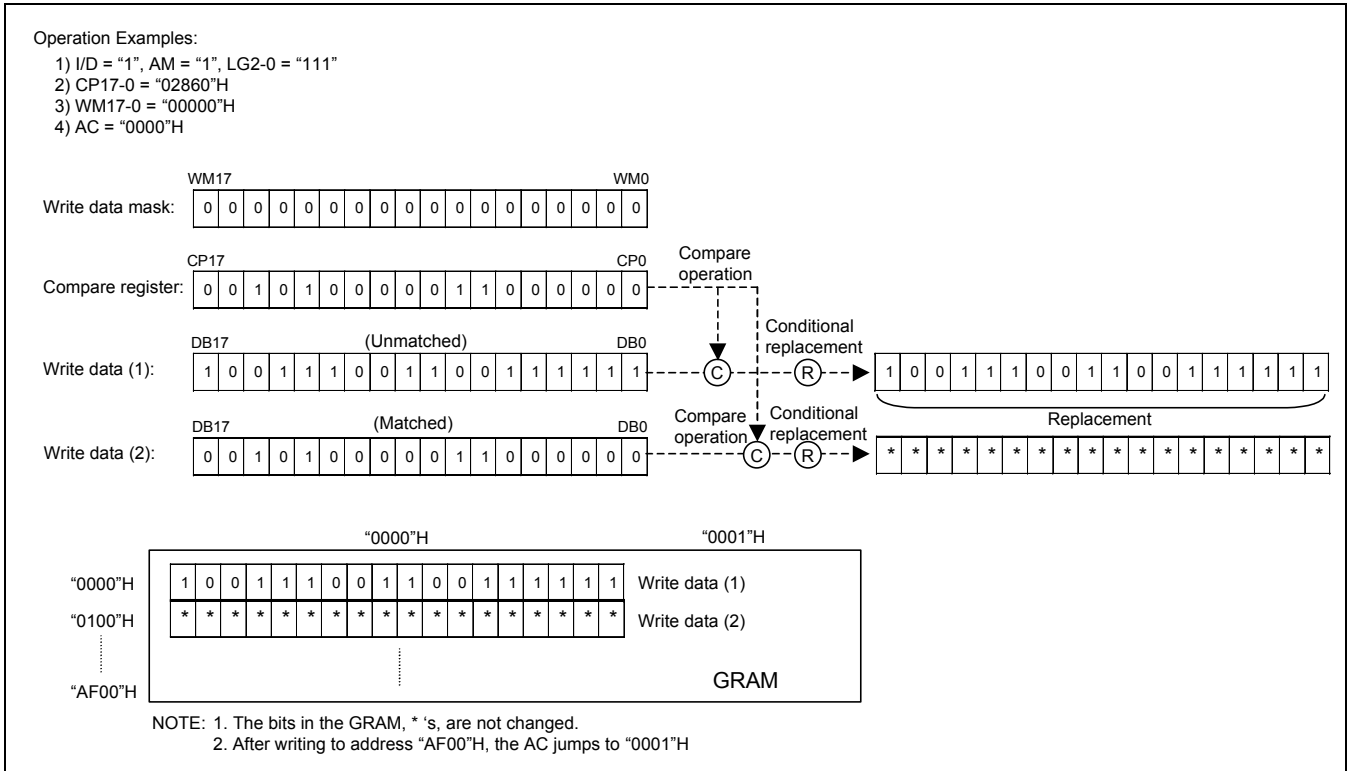 Operation Examples:
1) I/D = “1”, AM = “1”, LG2-0 = “111”
2) CP17-0 = “02860”H
3) WM17-0 = “00000”H
4) AC = “0000”H
WM17 WM0
Write data mask: 0 0 0 0 0 0 0 0 0 0 0 0 0 0 0 0 0 0
Compare operation
CP17 CP0
Compare register: 0 0 1 0 1 0 0 0 0 0 1 1 0 0 0 0 0 0
Conditional replacement
DB17 (Unmatched) DB0
Write data (1): 1 0 0 1 1 1 0 0 1 1 0 0 1 1 1 1 1 1 C R 1 0 0 1 1 1 0 0 1 1 0 0 1 1 1 1 1 1
Replacement
DB17 (Matched) DB0
Compare operation
Conditional replacement
Write data (2): 0 0 1 0 1 0 0 0 0 0 1 1 0 0 0 0 0 0 C R * * * * * * * * * * * * * * * * * *
“0000”H “0001”H
“0000”H 1 0 0 1 1 1 0 0 1 1 0 0 1 1 1 1 1 1 Write data (1)
“0100”H * * * * * * * * * * * * * * * * * * Write data (2)
“AF00”H GRAM
NOTE: 1. The bits in the GRAM, * ‘s, are not changed.
2. After writing to address “AF00”H, the AC jumps to “0001”H